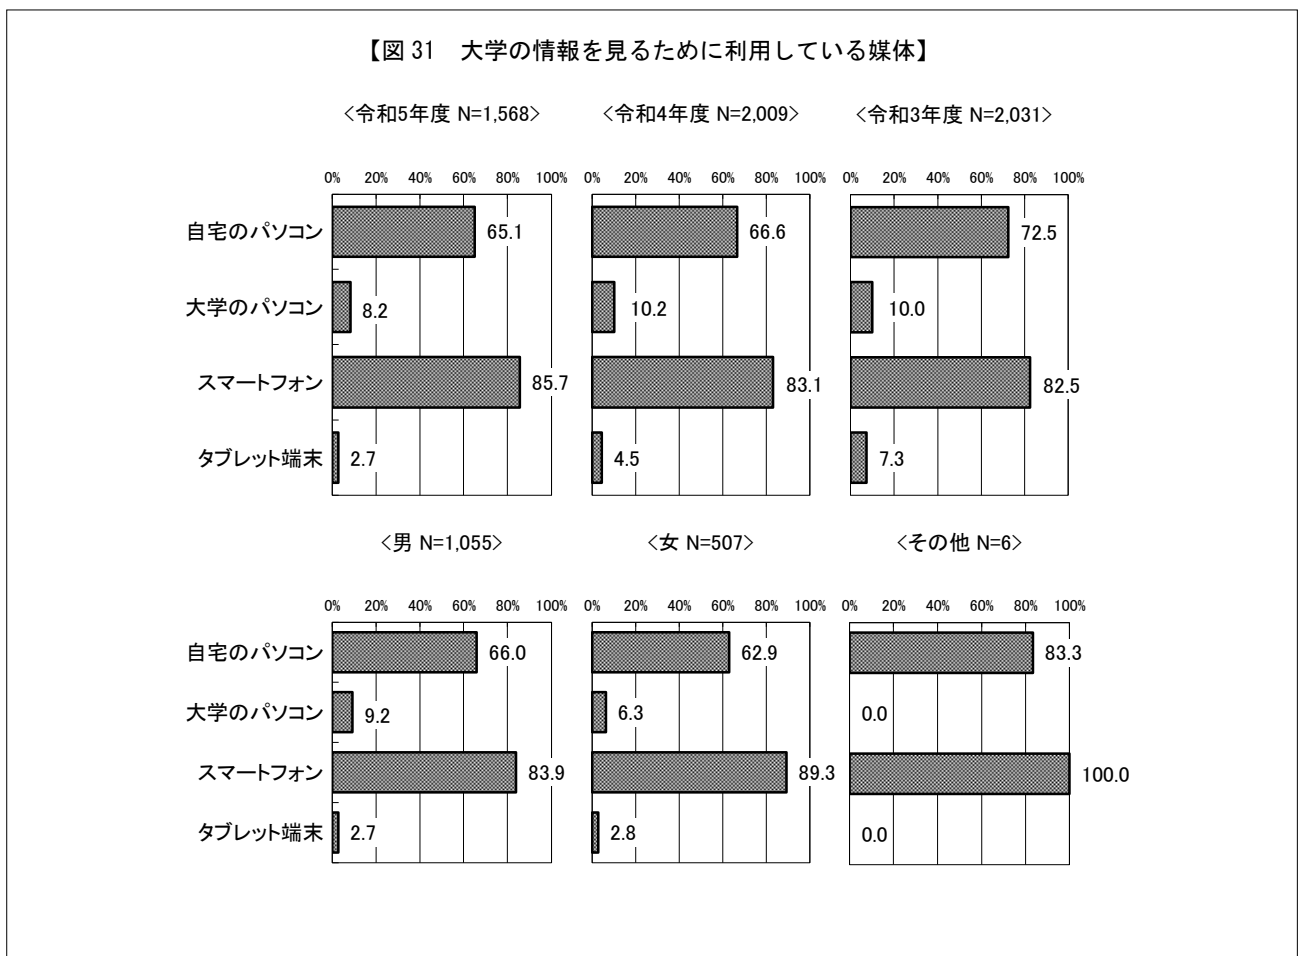 【図 31　大学の情報を見るために利用している媒体】
<令和5年度 N=1,568> <令和4年度 N=2,009> <令和3年度 N=2,031>
0% 20% 40% 60% 80% 100% 0% 20% 40% 60% 80% 100% 0% 20% 40% 60% 80% 100%
自宅のパソコン 65.1 66.6 72.5
大学のパソコン 8.2 10.2 10.0
スマートフォン 85.7 83.1 82.5
タブレット端末 2.7 4.5 7.3
<男 N=1,055> <女 N=507> <その他 N=6>
0% 20% 40% 60% 80% 100% 0% 20% 40% 60% 80% 100% 0% 20% 40% 60% 80% 100%
自宅のパソコン 66.0 62.9 83.3
大学のパソコン 9.2 6.3 0.0
スマートフォン 83.9 89.3 100.0
タブレット端末 2.7 2.8 0.0